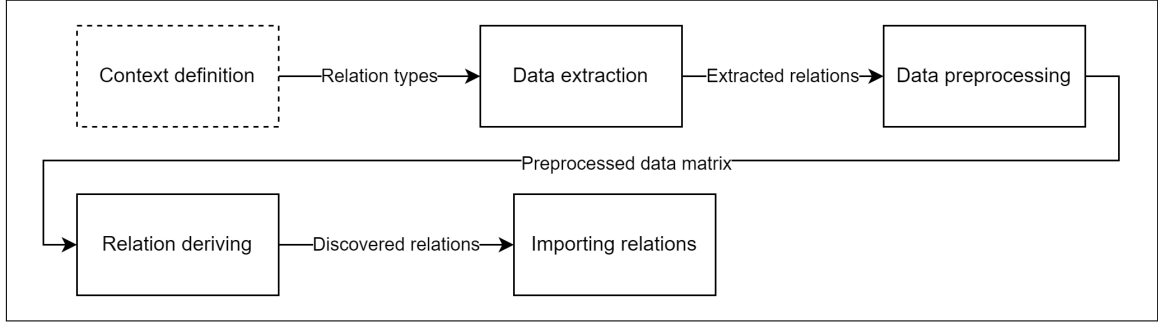 Context definition
Relation types
Data extraction
Extracted relations
Data preprocessing
Preprocessed data matrix
Relation deriving
Discovered relations
Importing relations